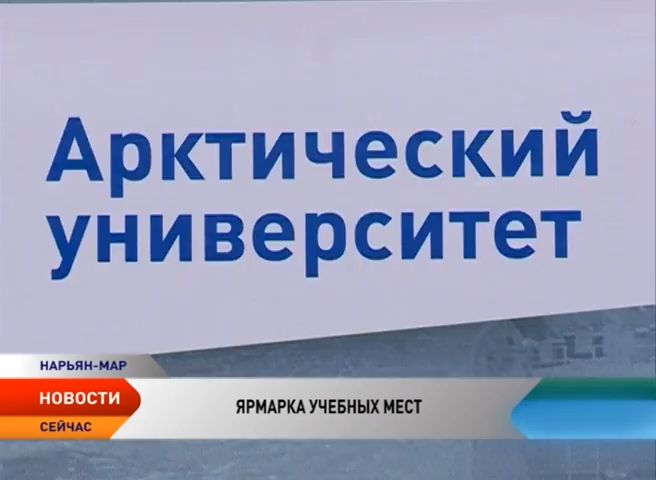 Арктический
университет
НАРЬЯН-МАР
НОВОСТИ
СЕЙЧАС
ЯРМАРКА УЧЕБНЫХ МЕСТ